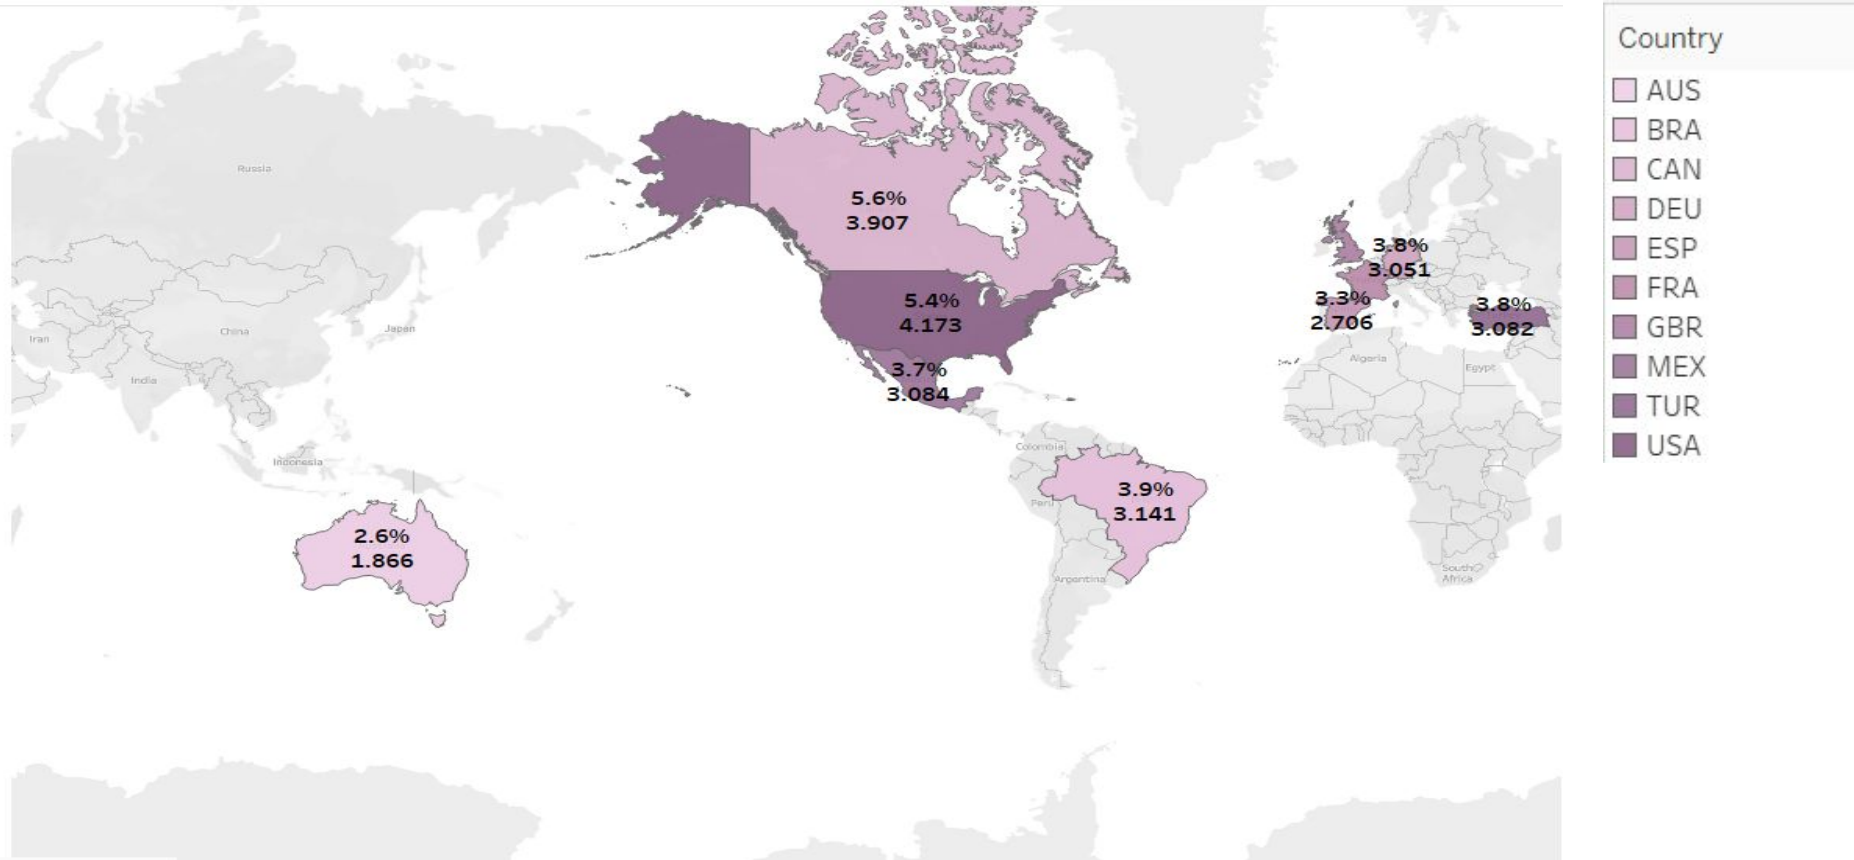 Russia
China
Japan
Iran
India
Indonesia
2.6%
1.866
5.6%
3.907
5.4%
4.173
3.7%
3.084
Colombia
Peru
3.9%
3.141
Argentina
3.8%
3.051
3.3%
2.706
3.8%
3.082
Algeria
Egypt
South
Africa
Country
AUS
BRA
CAN
DEU
ESP
FRA
GBR
MEX
TUR
USA